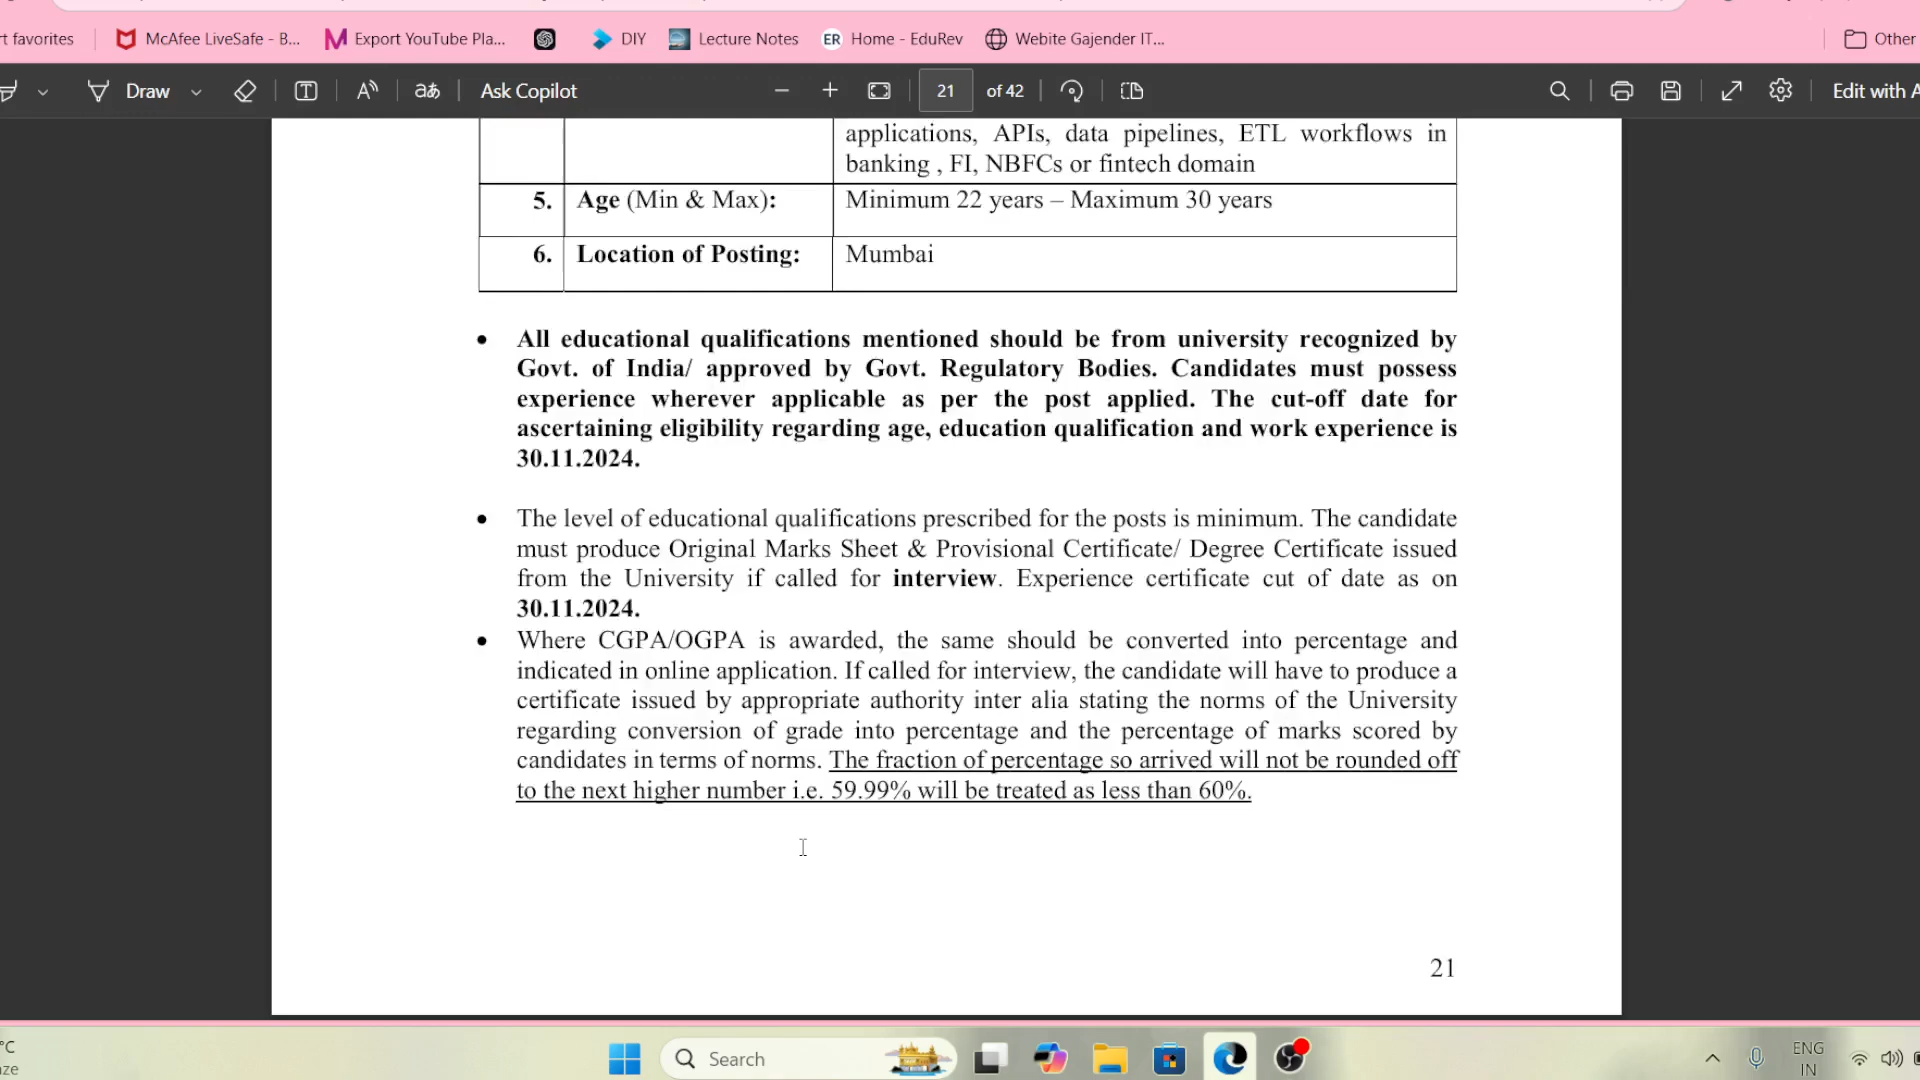 rt favorites
McAfee LiveSafe - B...
Export YouTube Pla...
DIY
Lecture Notes
ER Home - EduRev
Webite Gajender IT...
Other
Draw
Ask Copilot
21 of 42
Edit with A
applications, APIs, data pipelines, ETL workflows in
banking , FI, NBFCs or fintech domain
5. Age (Min & Max): Minimum 22 years – Maximum 30 years
6. Location of Posting: Mumbai
• All educational qualifications mentioned should be from university recognized by
Govt. of India/ approved by Govt. Regulatory Bodies. Candidates must possess
experience wherever applicable as per the post applied. The cut-off date for
ascertaining eligibility regarding age, education qualification and work experience is
30.11.2024.
• The level of educational qualifications prescribed for the posts is minimum. The candidate
must produce Original Marks Sheet & Provisional Certificate/ Degree Certificate issued
from the University if called for interview. Experience certificate cut of date as on
30.11.2024.
• Where CGPA/OGPA is awarded, the same should be converted into percentage and
indicated in online application. If called for interview, the candidate will have to produce a
certificate issued by appropriate authority inter alia stating the norms of the University
regarding conversion of grade into percentage and the percentage of marks scored by
candidates in terms of norms. The fraction of percentage so arrived will not be rounded off
to the next higher number i.e. 59.99% will be treated as less than 60%.
21
°C
aze
Search
ENG
IN